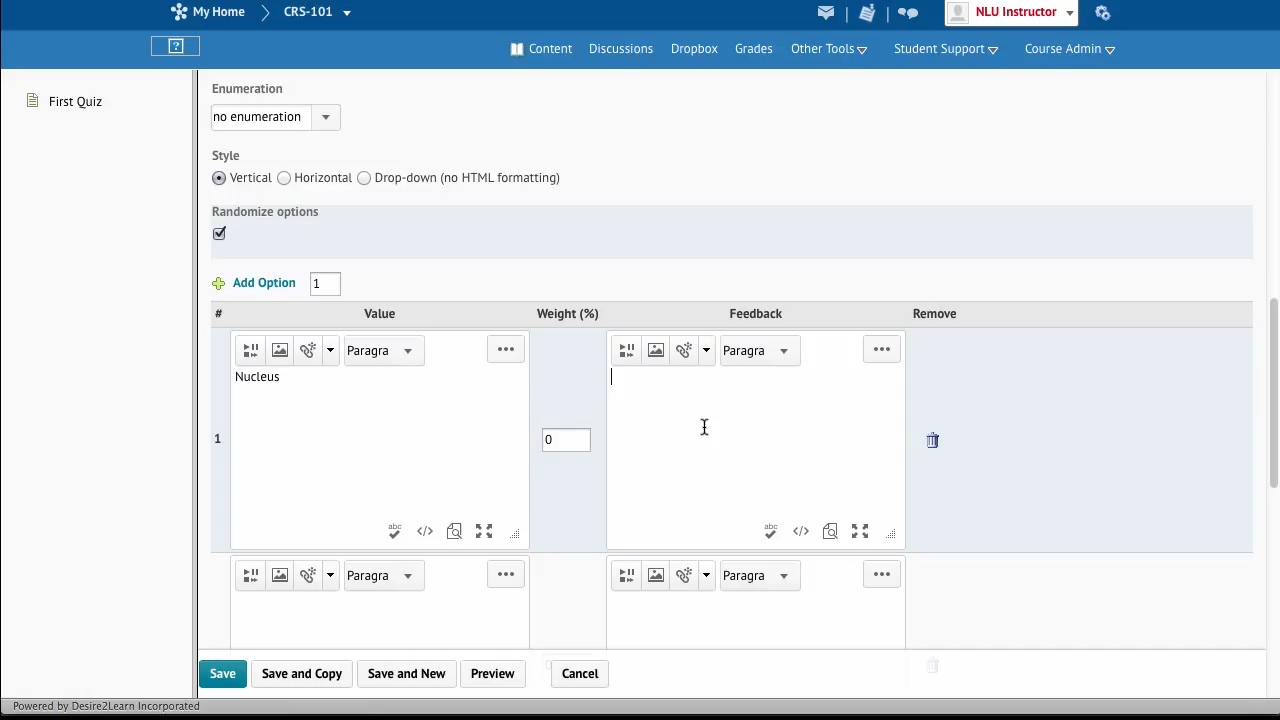 My Home
CRS-101
NLU Instructor
?
Content
Discussions
Dropbox
Grades
Other Tools
Student Support
Course Admin
First Quiz
Enumeration
no enumeration
Style
Vertical
Horizontal
Drop-down (no HTML formatting)
Randomize options
Add Option
1
# Value Weight (%) Feedback Remove
Paragra
•••
Paragra
•••
Nucleus
1
0
abc
</>
abc
</>
Paragra
•••
Paragra
•••
Save
Save and Copy
Save and New
Preview
Cancel
Powered by Desire2Learn Incorporated